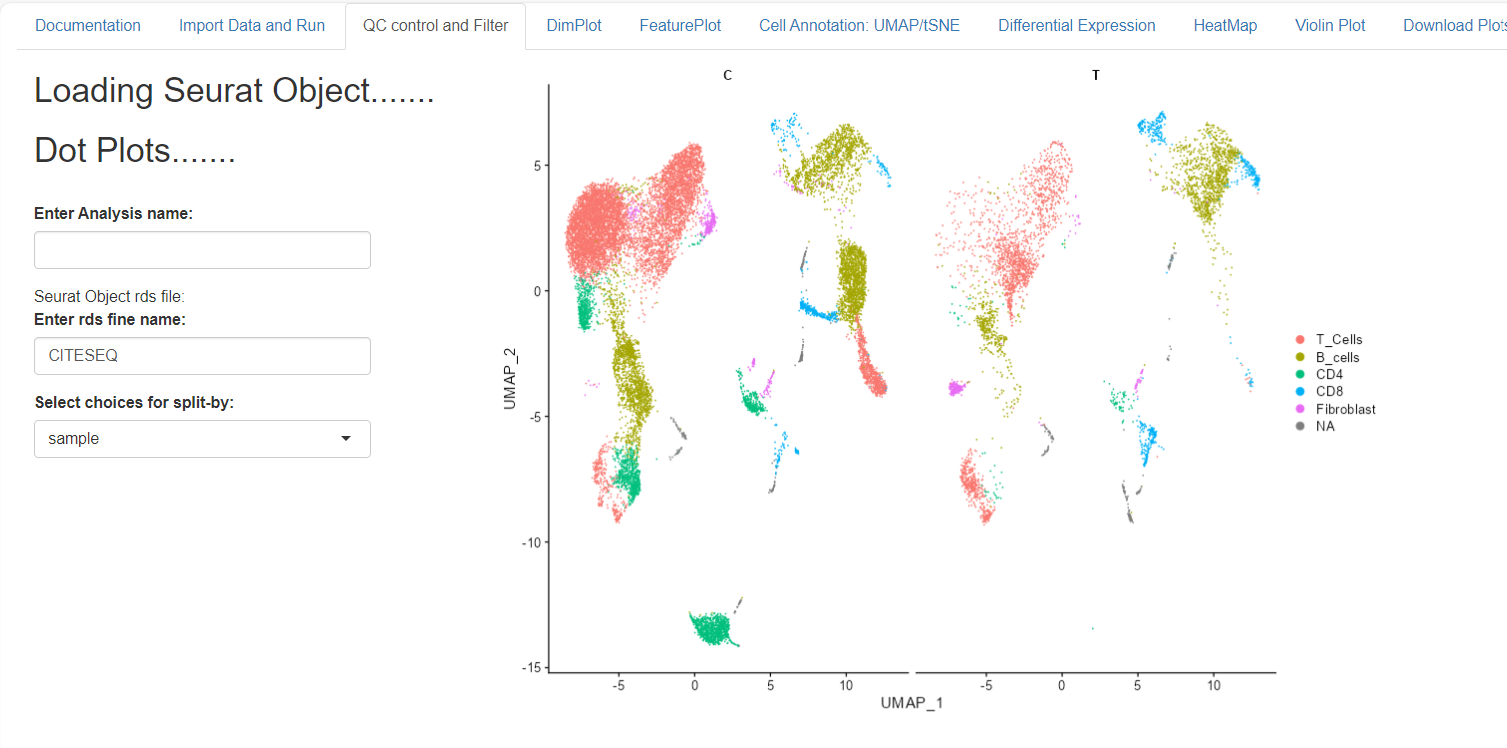 Documentation Import Data and Run QC control and Filter DimPlot FeaturePlot Cell Annotation: UMAP/tSNE Differential Expression HeatMap Violin Plot Download Plots
Loading Seurat Object.......
Dot Plots.......
Enter Analysis name:
Seurat Object rds file:
Enter rds fine name:
CITESEQ
Select choices for split-by:
sample
C T
UMAP_2
5
0
-5
-10
-15
-5 0 5 10 -5 0 5 10
UMAP_1
T_Cells
B_cells
CD4
CD8
Fibroblast
NA